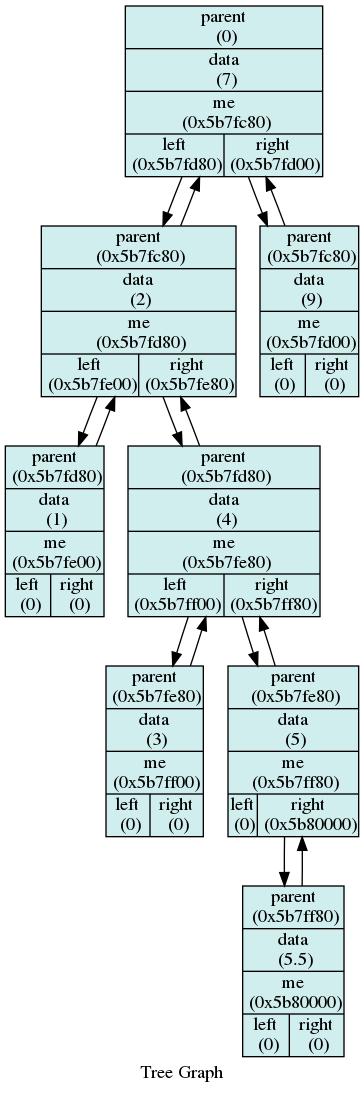 parent
(0)
data
(7)
me
(0x5b7fc80)
left right
(0x5b7fd80) (0x5b7fd00)
parent
(0x5b7fc80)
data
(2)
me
(0x5b7fd80)
left right
(0x5b7fe00) (0x5b7fe80)
parent
(0x5b7fc80)
data
(9)
me
(0x5b7fd00)
left right
(0) (0)
parent
(0x5b7fd80)
data
(1)
me
(0x5b7fe00)
left right
(0) (0)
parent
(0x5b7fd80)
data
(4)
me
(0x5b7fe80)
left right
(0x5b7ff00) (0x5b7ff80)
parent
(0x5b7fe80)
data
(3)
me
(0x5b7ff00)
left right
(0) (0)
parent
(0x5b7fe80)
data
(5)
me
(0x5b7ff80)
left right
(0) (0x5b80000)
parent
(0x5b7ff80)
data
(5.5)
me
(0x5b80000)
left right
(0) (0)
Tree Graph